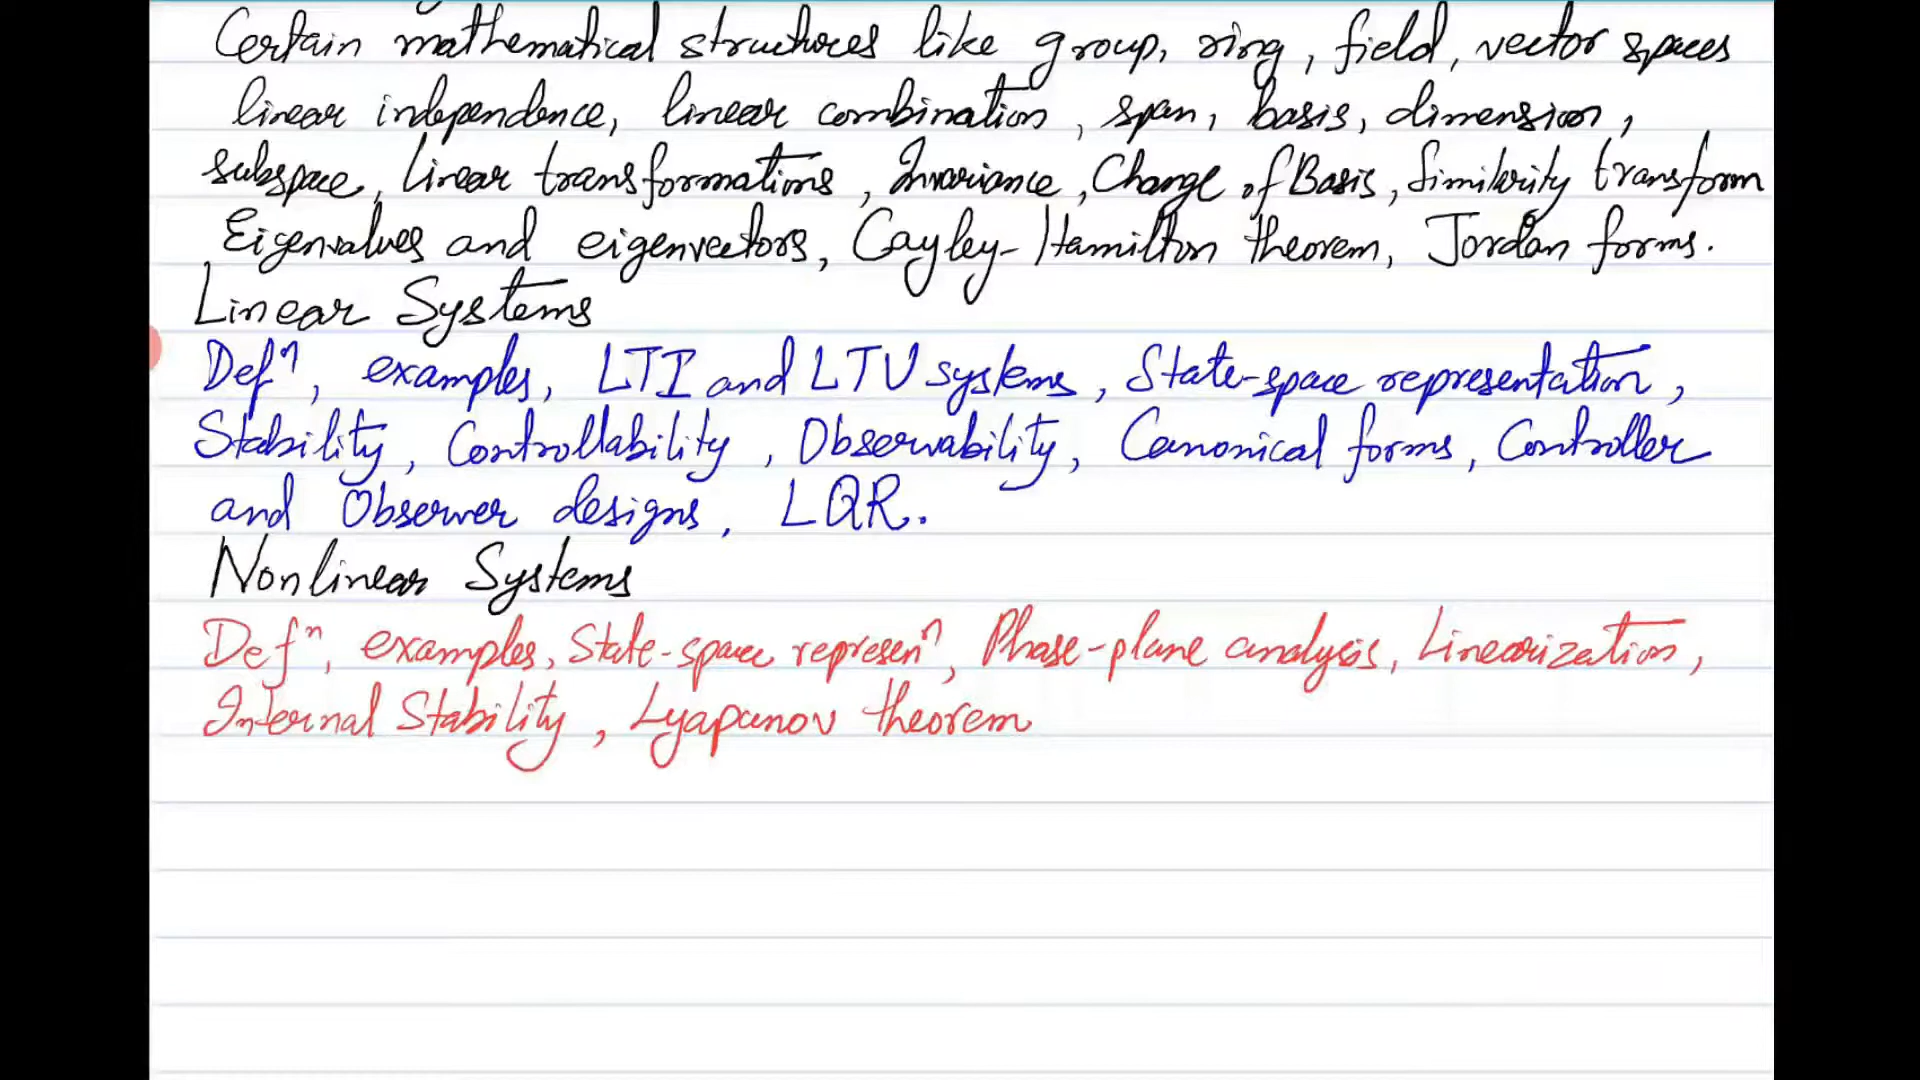 Certain mathematical structures like group, ring, field, vector spaces
linear independence, linear combination, span, basis, dimension,
subspace, Linear transformations, Invariance, Change of Basis, Similarity transform
Eigenvalues and eigenvectors, Cayley-Hamilton theorem, Jordan forms.
Linear Systems
Defⁿ, examples, LTI and LTV systems, State-space representation,
Stability, Controllability, Observability, Canonical forms, Controller
and Observer designs, LQR.
Nonlinear Systems
Defⁿ, examples, State-space represenⁿ, Phase-plane analysis, Linearization,
Internal Stability, Lyapunov theorem